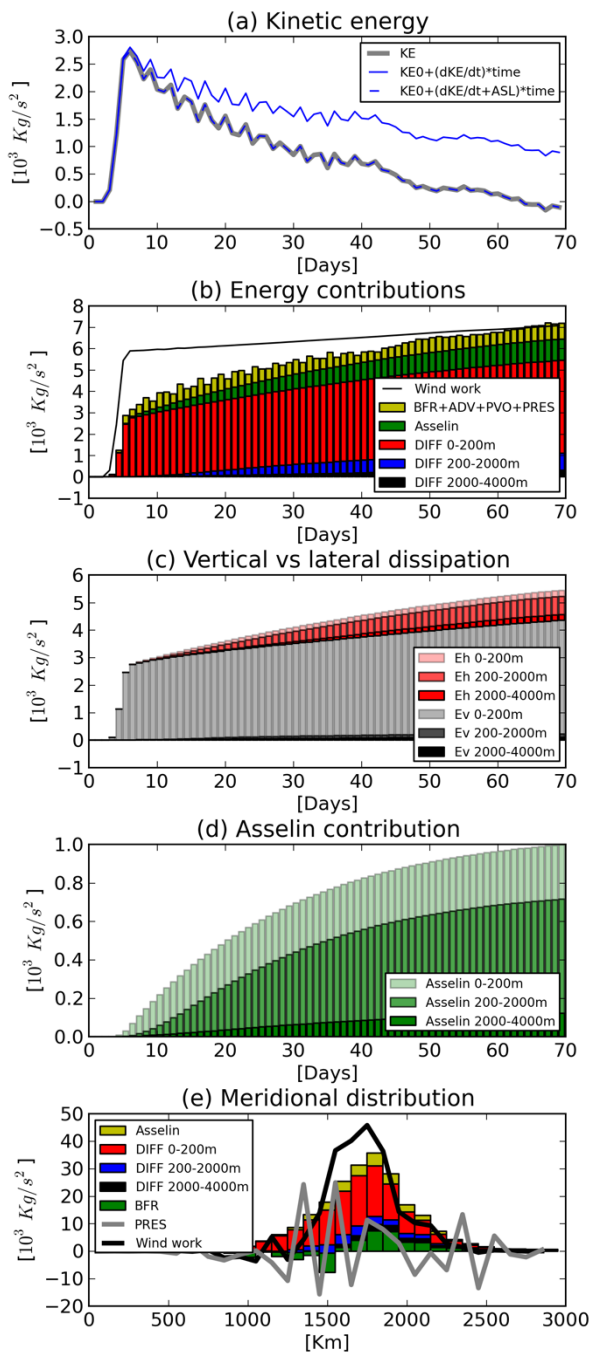 (a) Kinetic energy
3.0
2.5
2.0
1.5
1.0
0.5
0.0
−0.5
[10³ Kg/s²]
KE
KE0+(dKE/dt)*time
KE0+(dKE/dt+ASL)*time
0 10 20 30 40 50 60 70
[Days]
(b) Energy contributions
8
7
6
5
4
3
2
1
0
−1
[10³ Kg/s²]
Wind work
BFR+ADV+PVO+PRES
Asselin
DIFF 0-200m
DIFF 200-2000m
DIFF 2000-4000m
0 10 20 30 40 50 60 70
[Days]
(c) Vertical vs lateral dissipation
6
5
4
3
2
1
0
−1
[10³ Kg/s²]
Eh 0-200m
Eh 200-2000m
Eh 2000-4000m
Ev 0-200m
Ev 200-2000m
Ev 2000-4000m
0 10 20 30 40 50 60 70
[Days]
(d) Asselin contribution
1.0
0.8
0.6
0.4
0.2
0.0
[10³ Kg/s²]
Asselin 0-200m
Asselin 200-2000m
Asselin 2000-4000m
0 10 20 30 40 50 60 70
[Days]
(e) Meridional distribution
50
40
30
20
10
0
−10
−20
[10³ Kg/s²]
Asselin
DIFF 0-200m
DIFF 200-2000m
DIFF 2000-4000m
BFR
PRES
Wind work
0 500 1000 1500 2000 2500 3000
[Km]